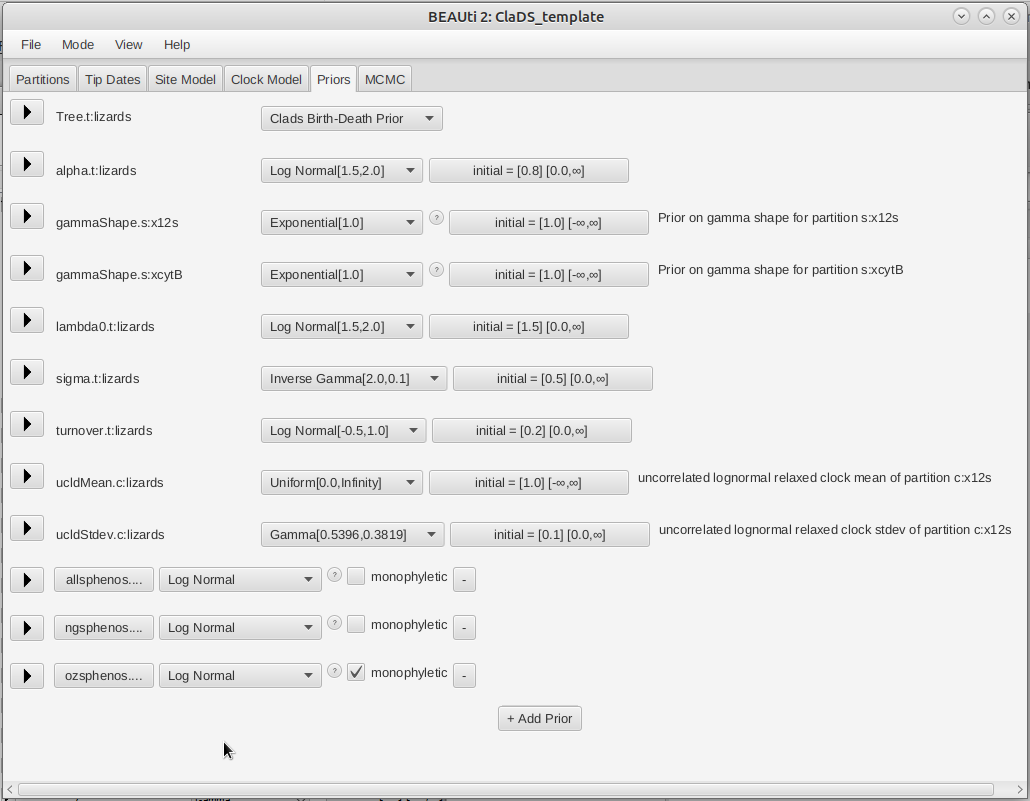 BEAUti 2: ClaDS_template
File Mode View Help
Partitions Tip Dates Site Model Clock Model Priors MCMC
Tree.t:lizards Clads Birth-Death Prior
alpha.t:lizards Log Normal[1.5,2.0] initial = [0.8] [0.0,∞]
gammaShape.s:x12s Exponential[1.0] ? initial = [1.0] [-∞,∞] Prior on gamma shape for partition s:x12s
gammaShape.s:xcytB Exponential[1.0] ? initial = [1.0] [-∞,∞] Prior on gamma shape for partition s:xcytB
lambda0.t:lizards Log Normal[1.5,2.0] initial = [1.5] [0.0,∞]
sigma.t:lizards Inverse Gamma[2.0,0.1] initial = [0.5] [0.0,∞]
turnover.t:lizards Log Normal[-0.5,1.0] initial = [0.2] [0.0,∞]
ucldMean.c:lizards Uniform[0.0,Infinity] initial = [1.0] [-∞,∞] uncorrelated lognormal relaxed clock mean of partition c:x12s
ucldStdev.c:lizards Gamma[0.5396,0.3819] initial = [0.1] [0.0,∞] uncorrelated lognormal relaxed clock stdev of partition c:x12s
allsphenos.... Log Normal ? monophyletic -
ngsphenos.... Log Normal ? monophyletic -
ozsphenos.... Log Normal ? monophyletic -
+ Add Prior